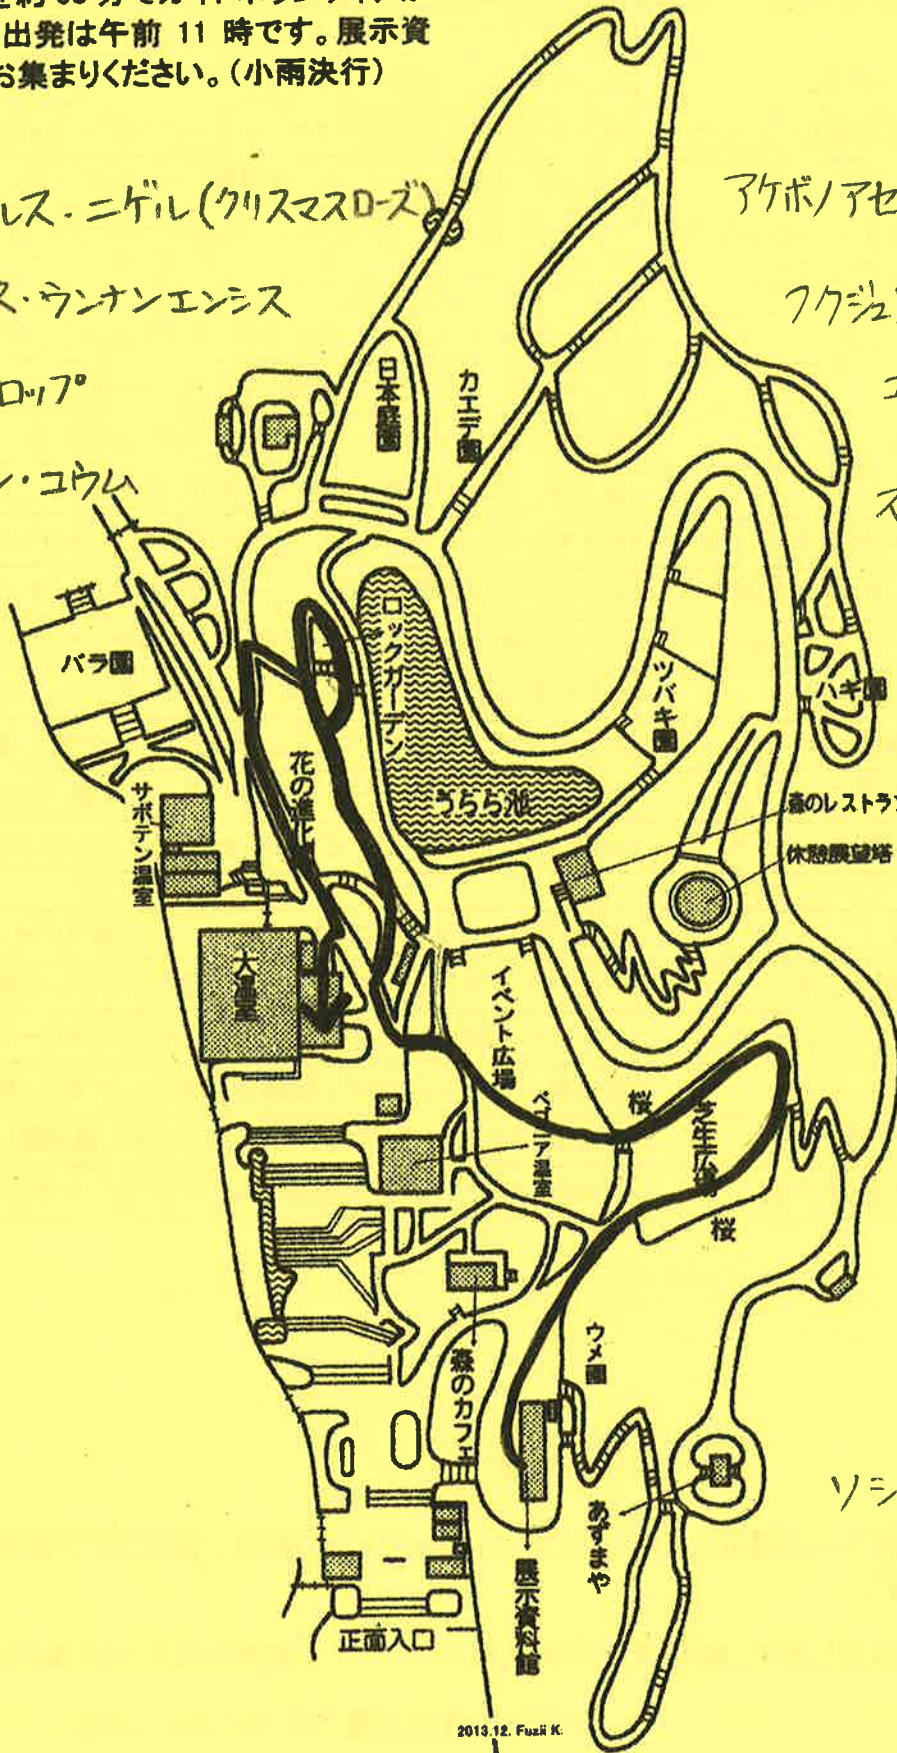 出発は午前 11 時です。展示資
お集まりください。(小雨決行)
ルス・ニゲル(クリスマスローズ)
アケボノアセ
ス・ウンナンエンシス
フクジュ
ロップ
ン・コウム
日本庭園
カエデ園
バラ園
ロックガーデン
ツバキ園
ハギ園
花の進化園
うらら池
サボテン温室
森のレストラン
休憩展望塔
大温室
イベント広場
ベゴニア温室
桜
芝生広場
桜
ウメ園
森のカフェ
あずまや
ソシ
展示資料館
正面入口
2013.12. Fuzii K.